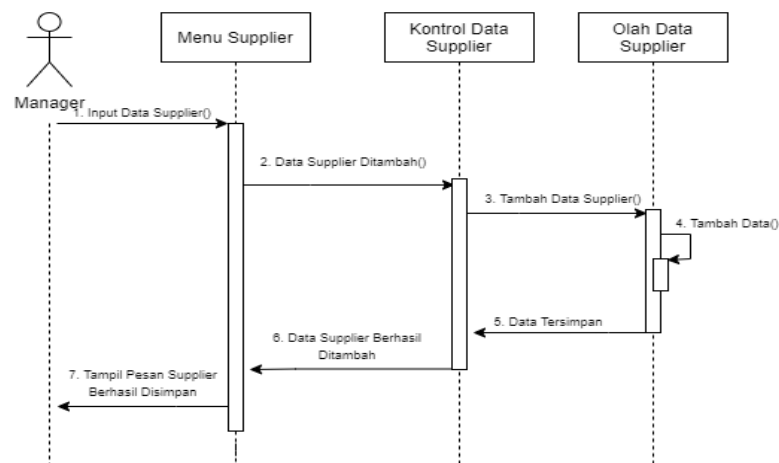 Menu Supplier
Kontrol Data
Supplier
Olah Data
Supplier
Manager
1. Input Data Supplier()
2. Data Supplier Ditambah()
3. Tambah Data Supplier()
4. Tambah Data()
5. Data Tersimpan
6. Data Supplier Berhasil
Ditambah
7. Tampil Pesan Supplier
Berhasil Disimpan